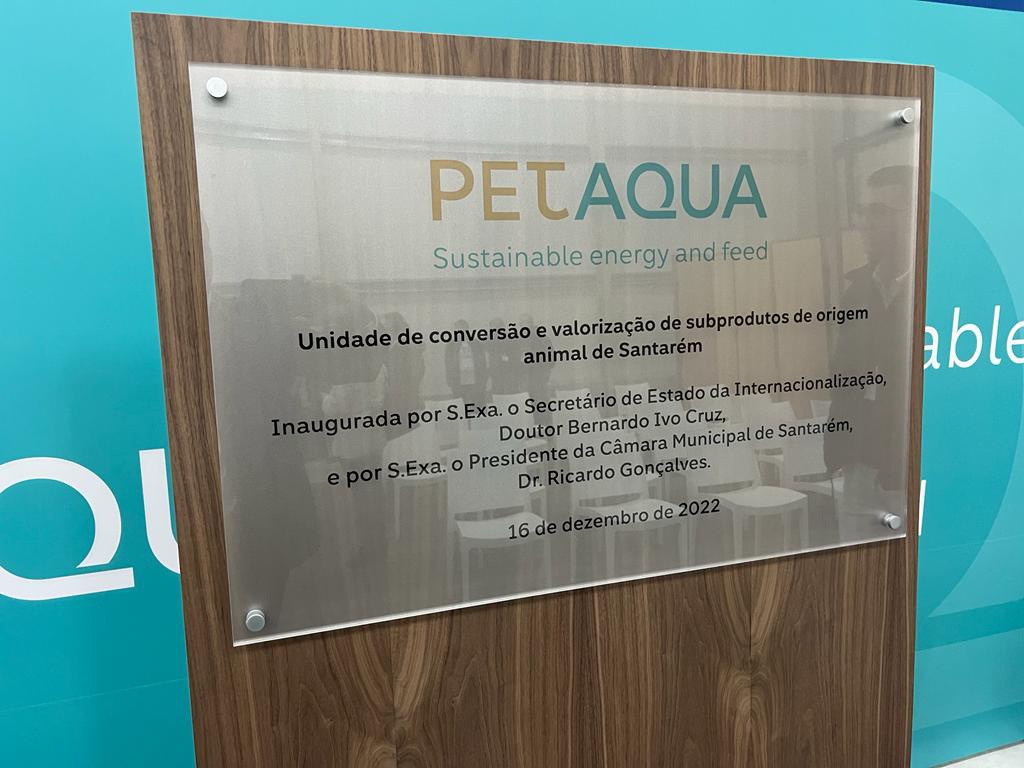 PETAQUA
Sustainable energy and feed
Unidade de conversão e valorização de subprodutos de origem
animal de Santarém
Inaugurada por S.Exa. o Secretário de Estado da Internacionalização,
Doutor Bernardo Ivo Cruz,
e por S.Exa. o Presidente da Câmara Municipal de Santarém,
Dr. Ricardo Gonçalves.
16 de dezembro de 2022
able
QU